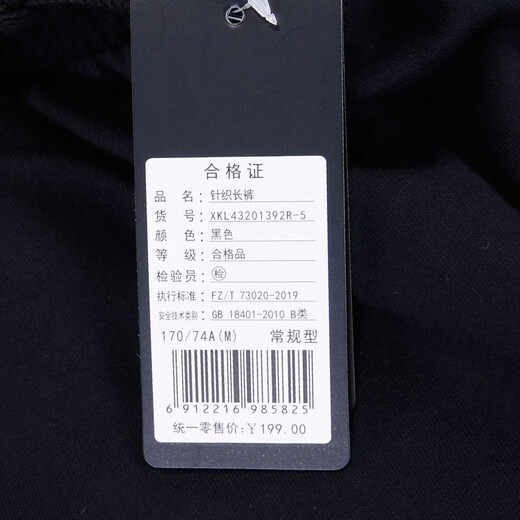 合格证
品 名：针织长裤
货 号：XKL43201392R-5
颜 色：黑色
等 级：合格品
检验员：检
执行标准：FZ/T 73020-2019
安全技术类别：GB 18401-2010 B类
170/74A(M) 常规型
6 912216 985825
统一零售价：￥199.00